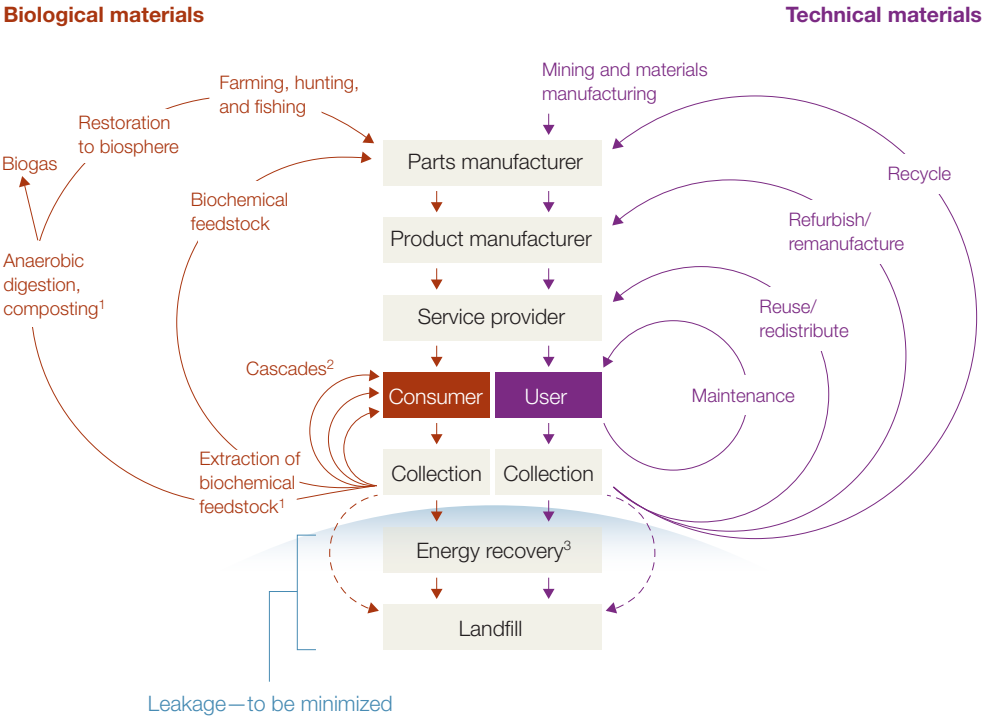 Biological materials
Technical materials
Farming, hunting,
and fishing
Mining and materials
manufacturing
Restoration
to biosphere
Biogas
Parts manufacturer
Recycle
Biochemical
feedstock
Refurbish/
remanufacture
Product manufacturer
Anaerobic
digestion,
composting1
Reuse/
redistribute
Service provider
Cascades2
Consumer
User
Maintenance
Extraction of
biochemical
feedstock1
Collection
Collection
Energy recovery3
Landfill
Leakage—to be minimized